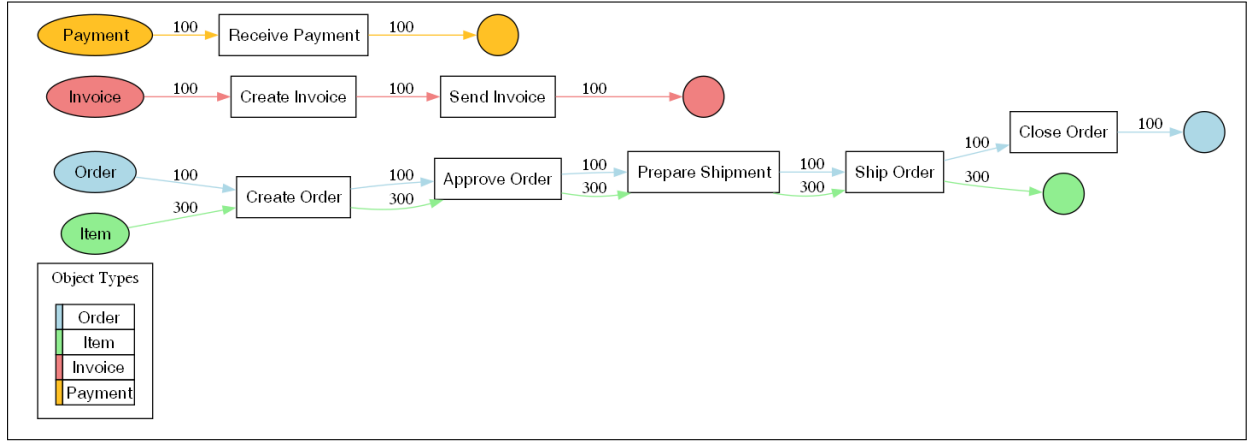 Payment 100 Receive Payment 100
Invoice 100 Create Invoice 100 Send Invoice 100
Close Order 100
Order 100 Create Order 100 Approve Order 100 Prepare Shipment 100 Ship Order 100
Item 300 300 300 300 300
Object Types
Order
Item
Invoice
Payment